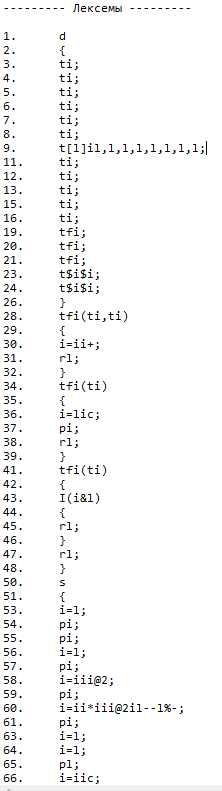 --------- Лексемы ---------
1. d
2. {
3. ti;
4. ti;
5. ti;
6. ti;
7. ti;
8. ti;
9. t[l]il,l,l,l,l,l,l,l;
11. ti;
12. ti;
13. ti;
15. ti;
16. ti;
19. tfi;
20. tfi;
21. tfi;
23. t$i$i;
24. t$i$i;
26. }
28. tfi(ti,ti)
29. {
30. i=ii+;
31. rl;
32. }
34. tfi(ti)
35. {
36. i=lic;
37. pi;
38. rl;
39. }
41. tfi(ti)
42. {
43. I(i&l)
44. {
45. rl;
46. }
47. rl;
48. }
50. s
51. {
53. i=l;
54. pi;
55. pi;
56. i=l;
57. pi;
58. i=iii@2;
59. pi;
60. i=ii*iii@2il--l%-;
61. pi;
63. i=l;
64. i=l;
65. pl;
66. i=iic;